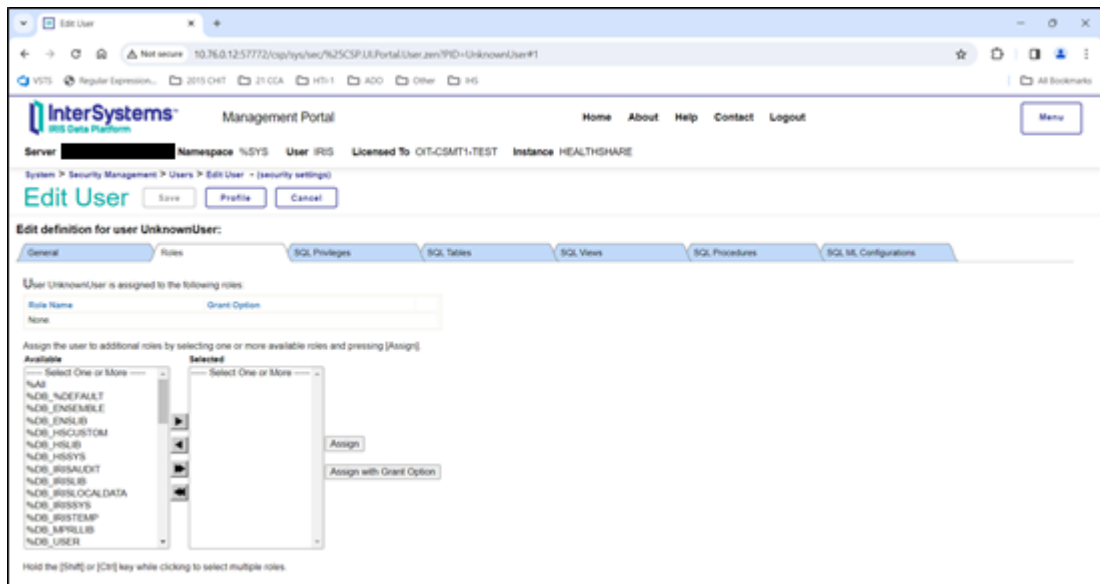 Edit User
Not secure 10.76.0.12:57772/csp/sys/sec/%25CSP.UI.Portal.User.zen?PID=UnknownUser#1
VSTS Regular Expression... 2015 CHIT 21 CCA HTI-1 ADO Other IHS All Bookmarks
InterSystems
IRIS Data Platform
Management Portal
Home About Help Contact Logout
Menu
Server Namespace %SYS User IRIS Licensed To OIT-CSMT1-TEST Instance HEALTHSHARE
System > Security Management > Users > Edit User - (security settings)
Edit User Save Profile Cancel
Edit definition for user UnknownUser:
General Roles SQL Privileges SQL Tables SQL Views SQL Procedures SQL ML Configurations
User UnknownUser is assigned to the following roles:
Role Name Grant Option
None
Assign the user to additional roles by selecting one or more available roles and pressing [Assign]
Available Selected
----- Select One or More ----- ----- Select One or More -----
%All
%DB_%DEFAULT
%DB_ENSEMBLE
%DB_ENSLIB
%DB_HSCUSTOM
%DB_HSLIB
%DB_HSSYS
%DB_IRISAUDIT
%DB_IRISLIB
%DB_IRISLOCALDATA
%DB_IRISSYS
%DB_IRISTEMP
%DB_MPRLLIB
%DB_USER
Assign
Assign with Grant Option
Hold the [Shift] or [Ctrl] key while clicking to select multiple roles.